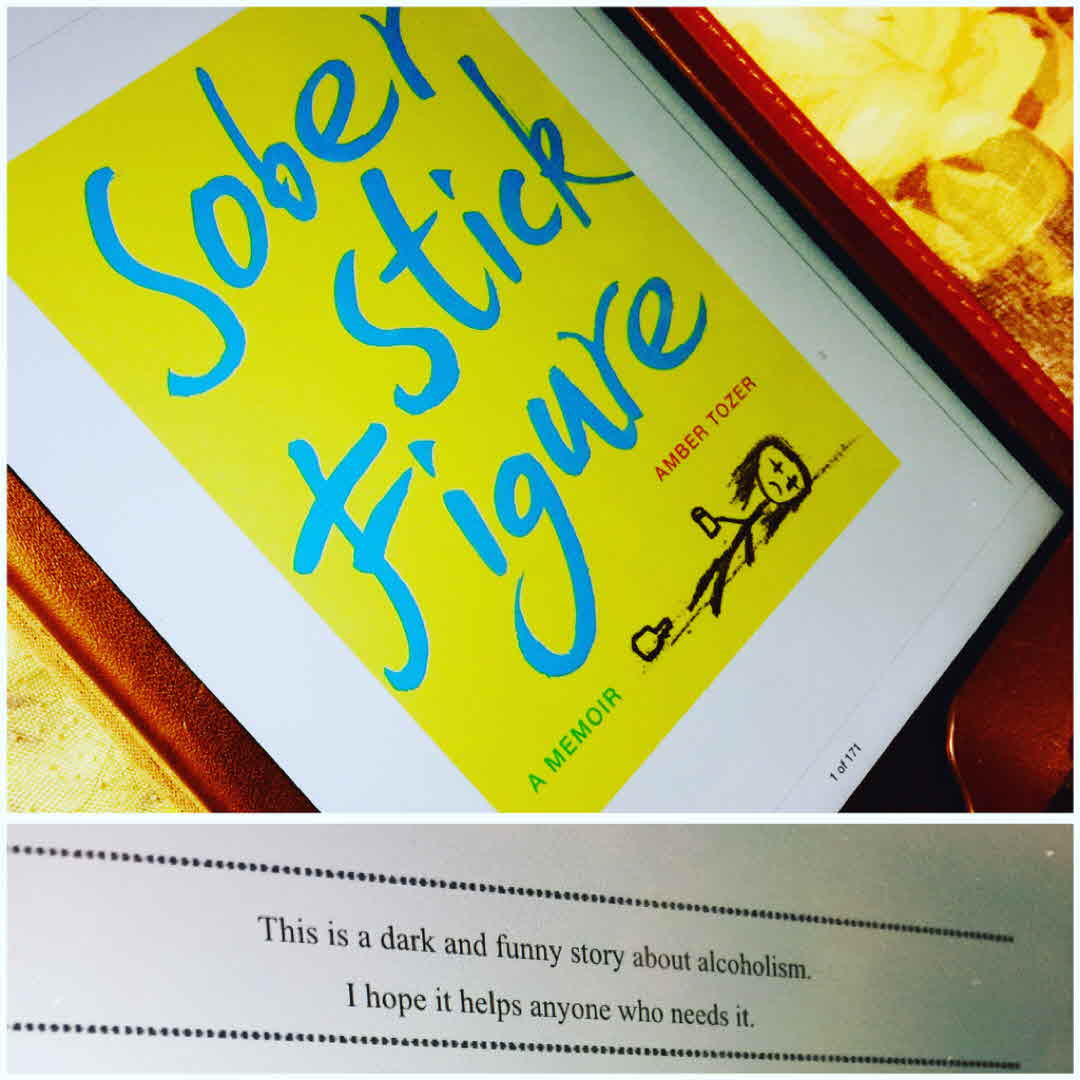 Sober
Stick
Figure
AMBER TOZER
A MEMOIR
1 of 171
This is a dark and funny story about alcoholism.
I hope it helps anyone who needs it.